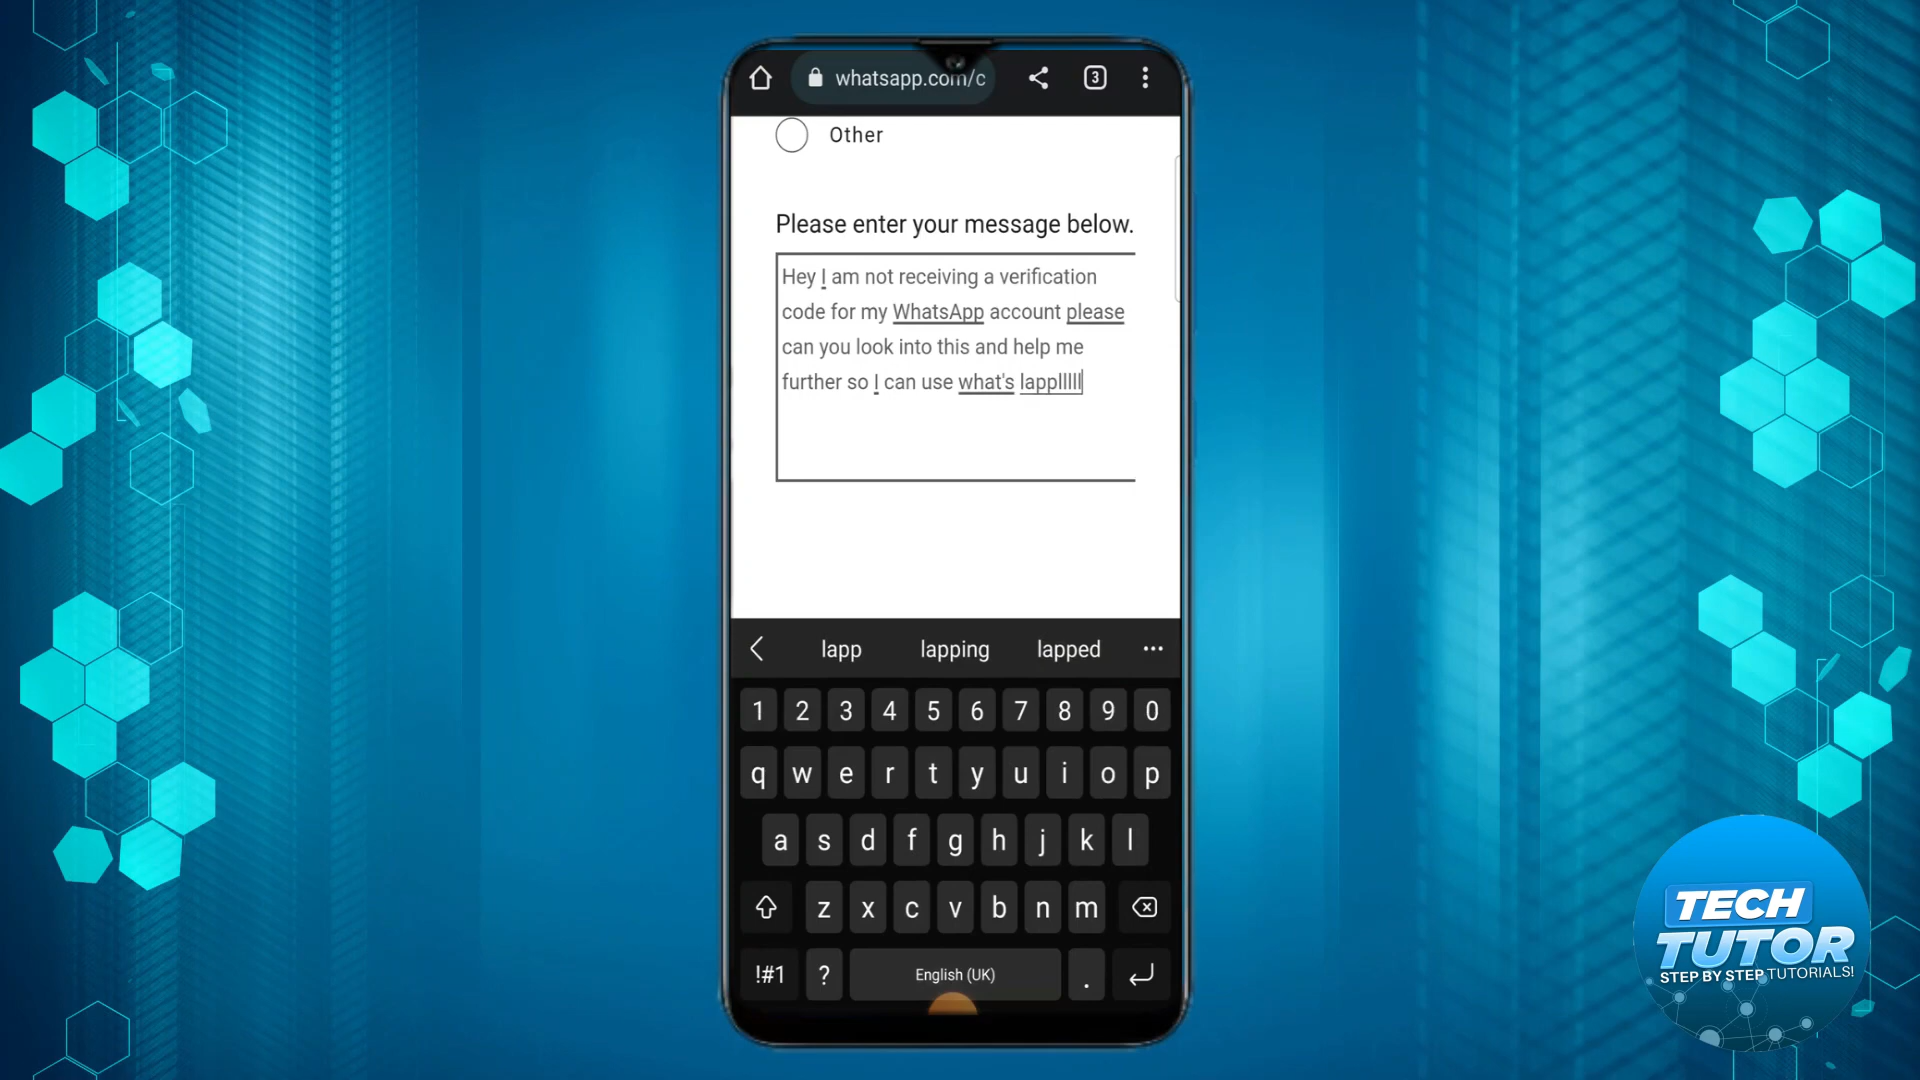 whatsapp.com/c
3
Other
Please enter your message below.
Hey I am not receiving a verification
code for my WhatsApp account please
can you look into this and help me
further so I can use what's lapplllll
lapp lapping lapped
1 2 3 4 5 6 7 8 9 0
q w e r t y u i o p
a s d f g h j k l
z x c v b n m
!#1 ? English (UK) .
TECH
TUTOR
STEP BY STEP TUTORIALS!